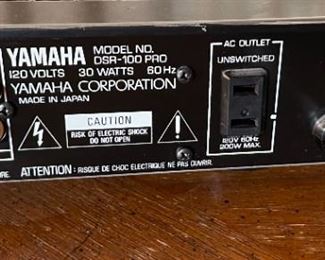 YAMAHA
MODEL NO.
DSR-100 PRO
120 VOLTS 30 WATTS 60Hz
YAMAHA CORPORATION
MADE IN JAPAN
CAUTION
RISK OF ELECTRIC SHOCK
DO NOT OPEN
ATTENTION : RISQUE DE CHOC ELECTRIQUE NE PAS OUVRIR.
AC OUTLET
UNSWITCHED
120V 60Hz
200W MAX.